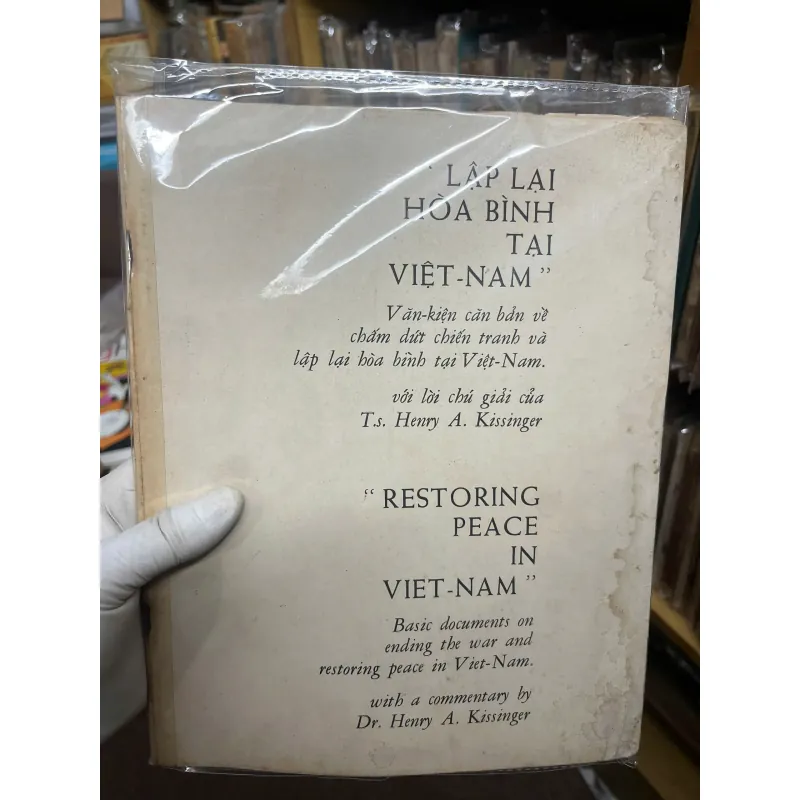 “ LẬP LẠI
HÒA BÌNH
TẠI
VIỆT-NAM ”
Văn-kiện căn bản về
chấm dứt chiến tranh và
lập lại hòa bình tại Việt-Nam.
với lời chú giải của
T.s. Henry A. Kissinger
“ RESTORING
PEACE
IN
VIET-NAM ”
Basic documents on
ending the war and
restoring peace in Viet-Nam.
with a commentary by
Dr. Henry A. Kissinger